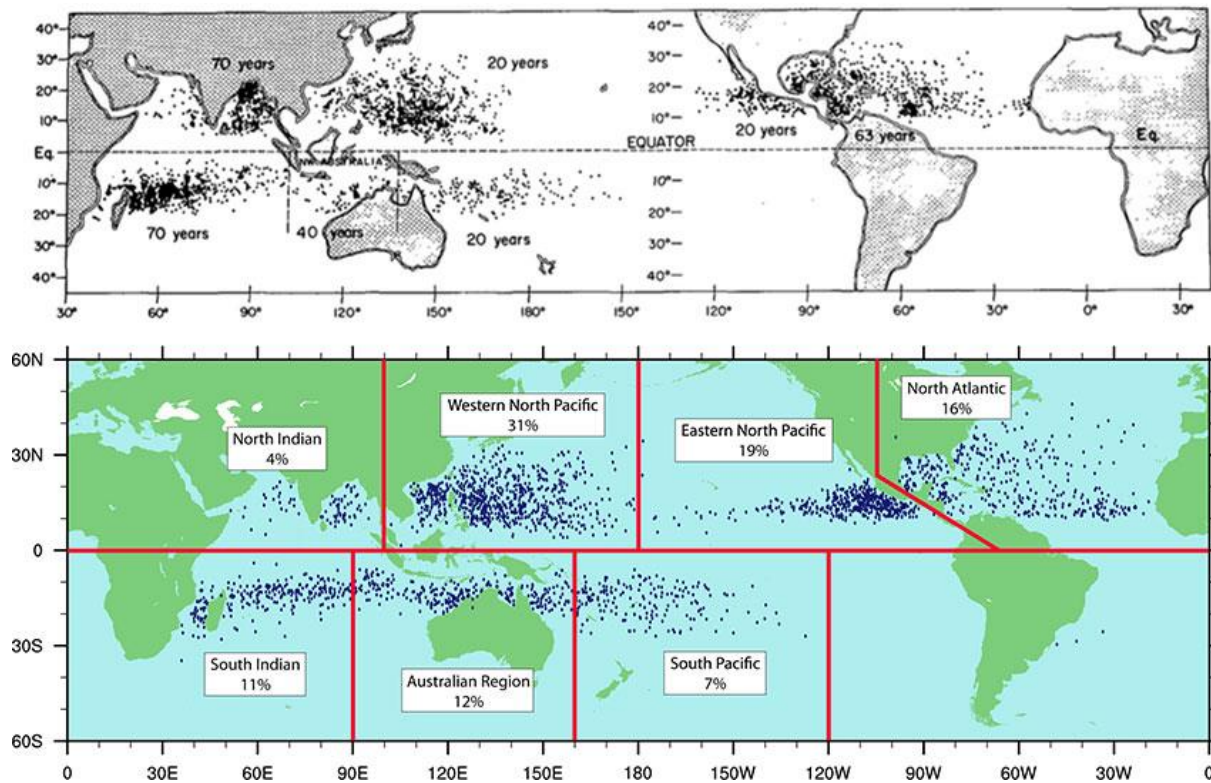 40°
30°
20°
10°
Eq.
10°
20°
30°
40°
70 years
20 years
NW AUSTRALIA
70 years
40 years
20 years
EQUATOR
40°
30°
20°
10°
10°
20°
30°
40°
20 years
63 years
Eq.
30° 60° 90° 120° 150° 180° 150° 120° 90° 60° 30° 0° 30°
60N
30N
0
30S
60S
North Indian
4%
Western North Pacific
31%
Eastern North Pacific
19%
North Atlantic
16%
South Indian
11%
Australian Region
12%
South Pacific
7%
0 30E 60E 90E 120E 150E 180 150W 120W 90W 60W 30W 0